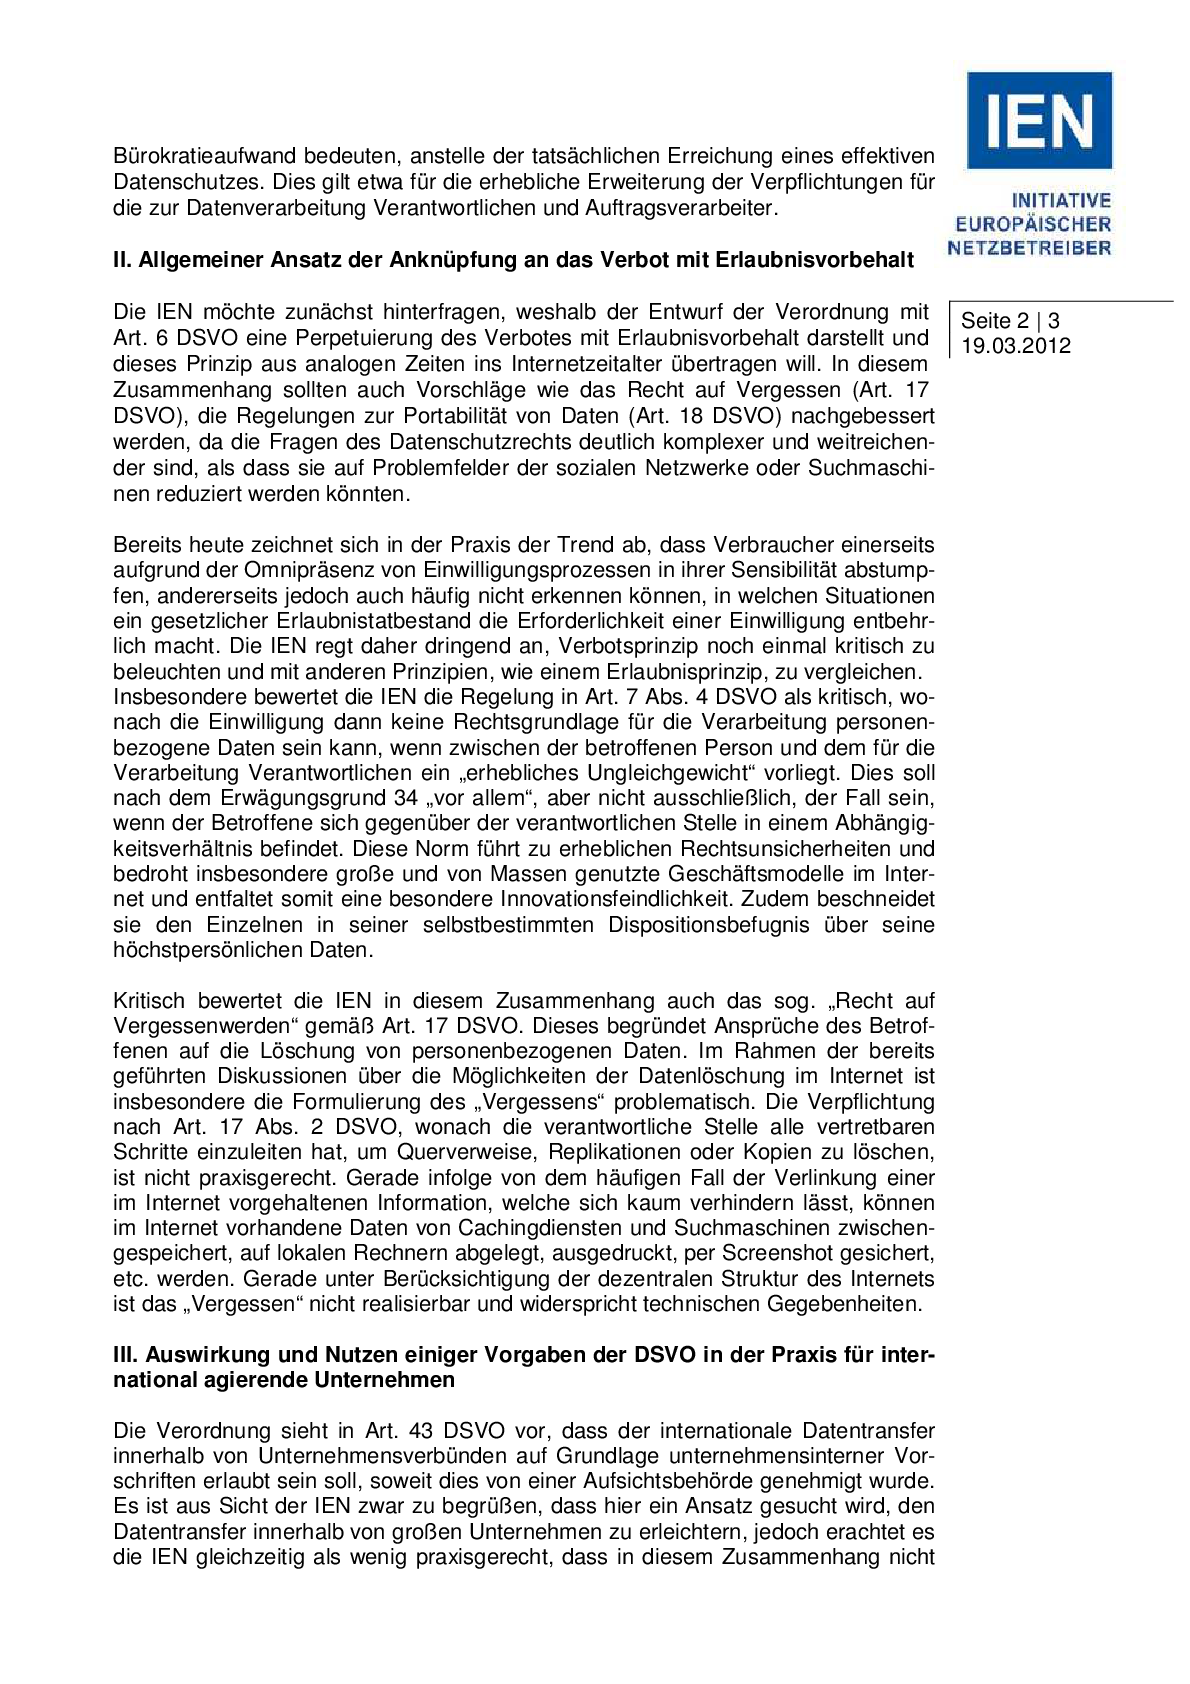 IEN
INITIATIVE
EUROPÄISCHER
NETZBETREIBER
Seite 2 | 3
19.03.2012
Bürokratieaufwand bedeuten, anstelle der tatsächlichen Erreichung eines effektiven
Datenschutzes. Dies gilt etwa für die erhebliche Erweiterung der Verpflichtungen für
die zur Datenverarbeitung Verantwortlichen und Auftragsverarbeiter.
II. Allgemeiner Ansatz der Anknüpfung an das Verbot mit Erlaubnisvorbehalt
Die IEN möchte zunächst hinterfragen, weshalb der Entwurf der Verordnung mit
Art. 6 DSVO eine Perpetuierung des Verbotes mit Erlaubnisvorbehalt darstellt und
dieses Prinzip aus analogen Zeiten ins Internetzeitalter übertragen will. In diesem
Zusammenhang sollten auch Vorschläge wie das Recht auf Vergessen (Art. 17
DSVO), die Regelungen zur Portabilität von Daten (Art. 18 DSVO) nachgebessert
werden, da die Fragen des Datenschutzrechts deutlich komplexer und weitreichen-
der sind, als dass sie auf Problemfelder der sozialen Netzwerke oder Suchmaschi-
nen reduziert werden könnten.
Bereits heute zeichnet sich in der Praxis der Trend ab, dass Verbraucher einerseits
aufgrund der Omnipräsenz von Einwilligungsprozessen in ihrer Sensibilität abstump-
fen, andererseits jedoch auch häufig nicht erkennen können, in welchen Situationen
ein gesetzlicher Erlaubnistatbestand die Erforderlichkeit einer Einwilligung entbehr-
lich macht. Die IEN regt daher dringend an, Verbotsprinzip noch einmal kritisch zu
beleuchten und mit anderen Prinzipien, wie einem Erlaubnisprinzip, zu vergleichen.
Insbesondere bewertet die IEN die Regelung in Art. 7 Abs. 4 DSVO als kritisch, wo-
nach die Einwilligung dann keine Rechtsgrundlage für die Verarbeitung personen-
bezogene Daten sein kann, wenn zwischen der betroffenen Person und dem für die
Verarbeitung Verantwortlichen ein „erhebliches Ungleichgewicht“ vorliegt. Dies soll
nach dem Erwägungsgrund 34 „vor allem“, aber nicht ausschließlich, der Fall sein,
wenn der Betroffene sich gegenüber der verantwortlichen Stelle in einem Abhängig-
keitsverhältnis befindet. Diese Norm führt zu erheblichen Rechtsunsicherheiten und
bedroht insbesondere große und von Massen genutzte Geschäftsmodelle im Inter-
net und entfaltet somit eine besondere Innovationsfeindlichkeit. Zudem beschneidet
sie den Einzelnen in seiner selbstbestimmten Dispositionsbefugnis über seine
höchstpersönlichen Daten.
Kritisch bewertet die IEN in diesem Zusammenhang auch das sog. „Recht auf
Vergessenwerden“ gemäß Art. 17 DSVO. Dieses begründet Ansprüche des Betrof-
fenen auf die Löschung von personenbezogenen Daten. Im Rahmen der bereits
geführten Diskussionen über die Möglichkeiten der Datenlöschung im Internet ist
insbesondere die Formulierung des „Vergessens“ problematisch. Die Verpflichtung
nach Art. 17 Abs. 2 DSVO, wonach die verantwortliche Stelle alle vertretbaren
Schritte einzuleiten hat, um Querverweise, Replikationen oder Kopien zu löschen,
ist nicht praxisgerecht. Gerade infolge von dem häufigen Fall der Verlinkung einer
im Internet vorgehaltenen Information, welche sich kaum verhindern lässt, können
im Internet vorhandene Daten von Cachingdiensten und Suchmaschinen zwischen-
gespeichert, auf lokalen Rechnern abgelegt, ausgedruckt, per Screenshot gesichert,
etc. werden. Gerade unter Berücksichtigung der dezentralen Struktur des Internets
ist das „Vergessen“ nicht realisierbar und widerspricht technischen Gegebenheiten.
III. Auswirkung und Nutzen einiger Vorgaben der DSVO in der Praxis für inter-
national agierende Unternehmen
Die Verordnung sieht in Art. 43 DSVO vor, dass der internationale Datentransfer
innerhalb von Unternehmensverbünden auf Grundlage unternehmensinterner Vor-
schriften erlaubt sein soll, soweit dies von einer Aufsichtsbehörde genehmigt wurde.
Es ist aus Sicht der IEN zwar zu begrüßen, dass hier ein Ansatz gesucht wird, den
Datentransfer innerhalb von großen Unternehmen zu erleichtern, jedoch erachtet es
die IEN gleichzeitig als wenig praxisgerecht, dass in diesem Zusammenhang nicht